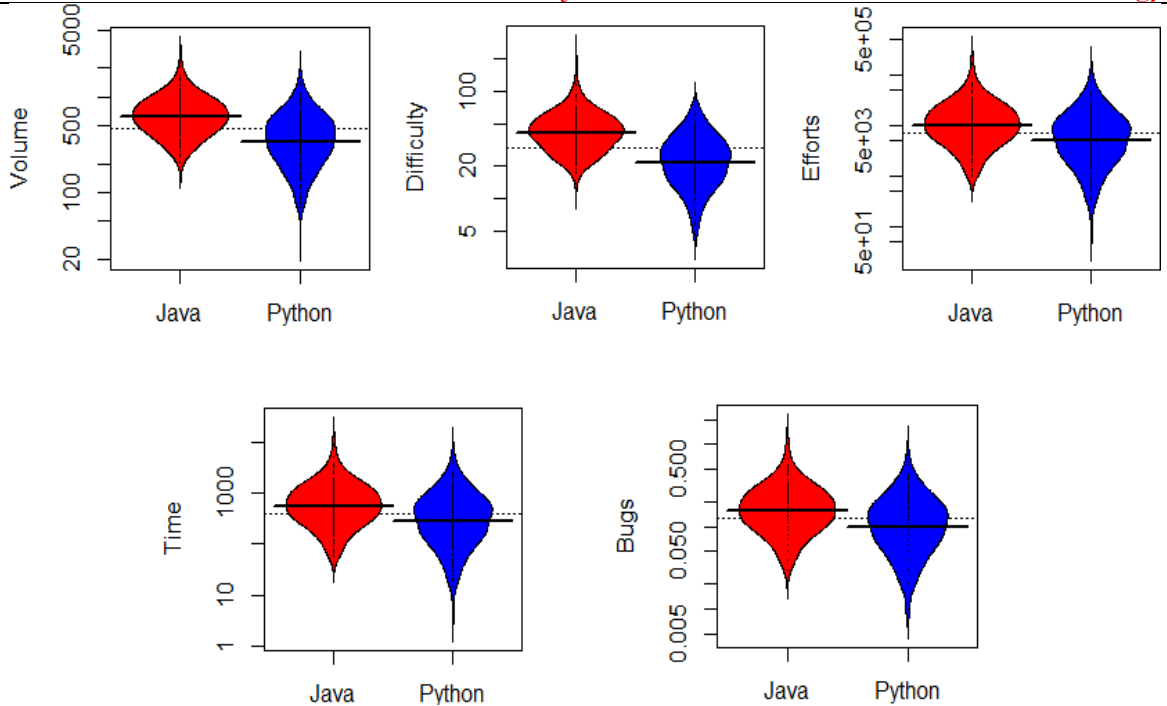 Volume
5000
500
100
20
Java Python
Difficulty
100
20
5
Java Python
Efforts
5e+05
5e+03
5e+01
Java Python
Time
1000
10
1
Java Python
Bugs
0.500
0.050
0.005
Java Python